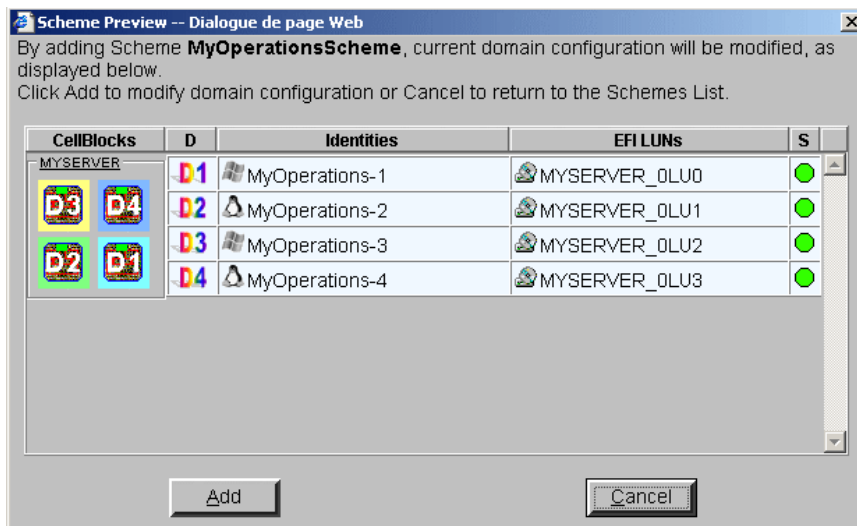 Scheme Preview -- Dialogue de page Web
By adding Scheme MyOperationsScheme, current domain configuration will be modified, as
displayed below.
Click Add to modify domain configuration or Cancel to return to the Schemes List.
CellBlocks D Identities EFI LUNs S
MYSERVER
D3 D4
D2 D1
D1 MyOperations-1 MYSERVER_0LU0
D2 MyOperations-2 MYSERVER_0LU1
D3 MyOperations-3 MYSERVER_0LU2
D4 MyOperations-4 MYSERVER_0LU3
Add Cancel